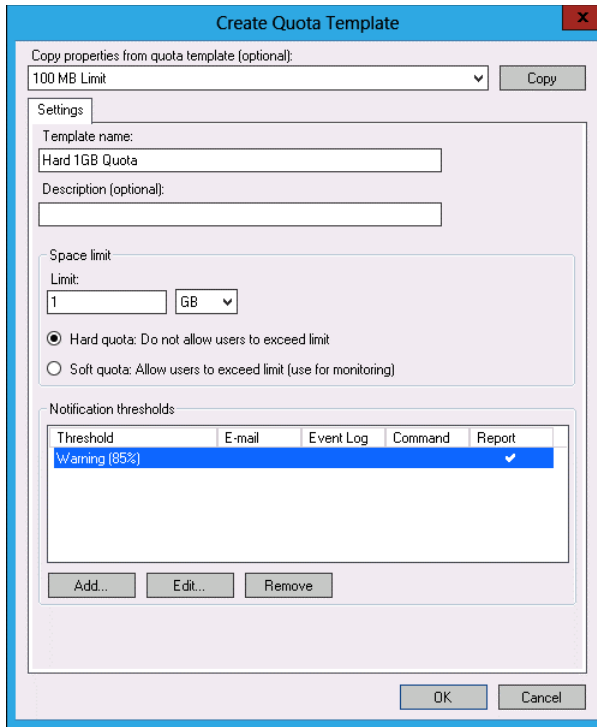 Create Quota Template
x
Copy properties from quota template (optional):
100 MB Limit
Copy
Settings
Template name:
Hard 1GB Quota
Description (optional):
Space limit
Limit:
1 GB
Hard quota: Do not allow users to exceed limit
Soft quota: Allow users to exceed limit (use for monitoring)
Notification thresholds
Threshold E-mail Event Log Command Report
Warning (85%)
Add... Edit... Remove
OK Cancel